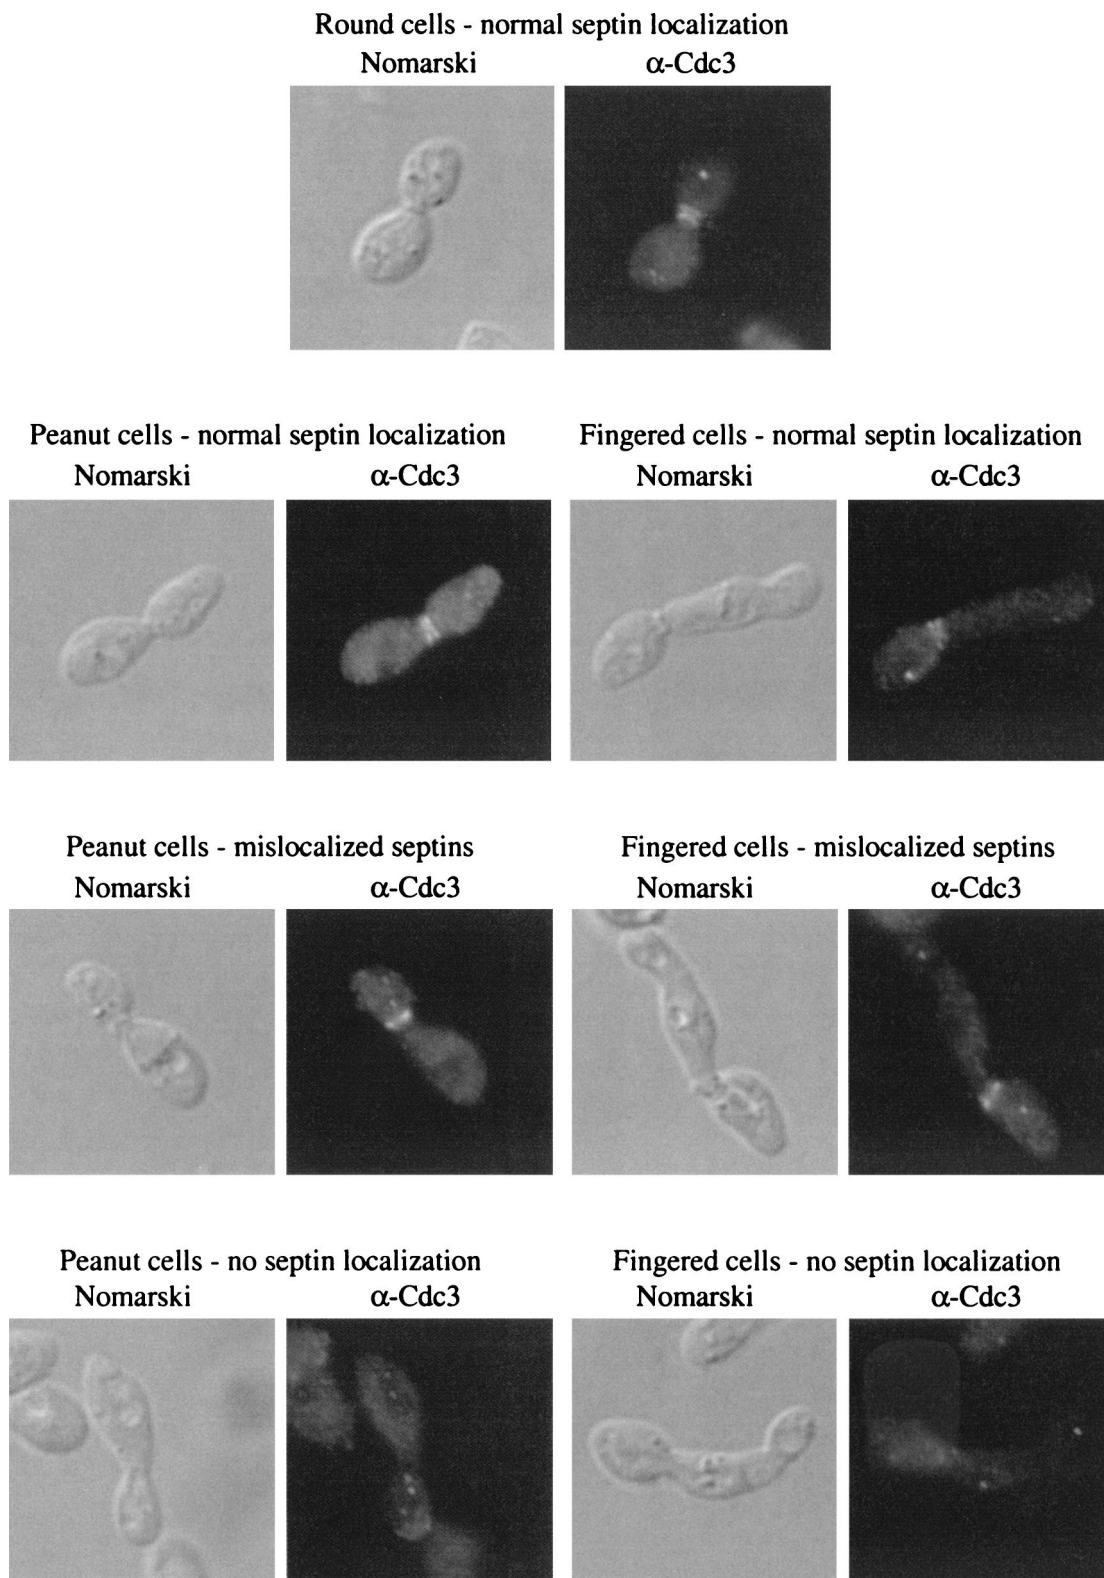 Round cells - normal septin localization
Nomarski α-Cdc3
Peanut cells - normal septin localization
Nomarski α-Cdc3
Fingered cells - normal septin localization
Nomarski α-Cdc3
Peanut cells - mislocalized septins
Nomarski α-Cdc3
Fingered cells - mislocalized septins
Nomarski α-Cdc3
Peanut cells - no septin localization
Nomarski α-Cdc3
Fingered cells - no septin localization
Nomarski α-Cdc3